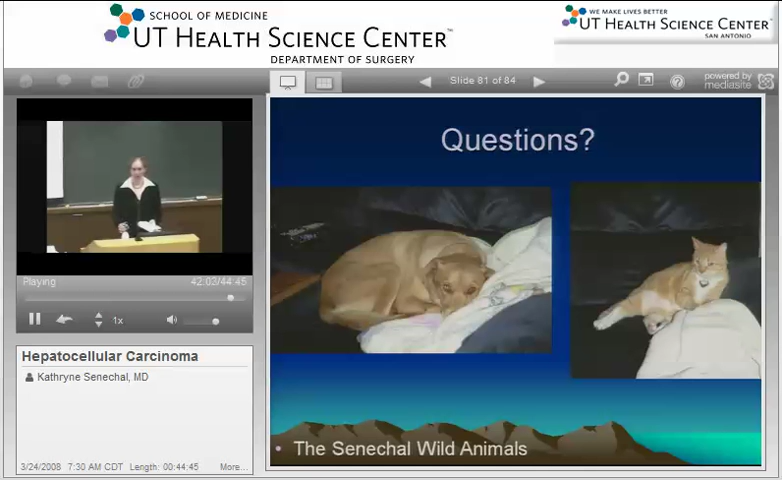 SCHOOL OF MEDICINE
UT HEALTH SCIENCE CENTER™
DEPARTMENT OF SURGERY
WE MAKE LIVES BETTER
UT HEALTH SCIENCE CENTER
SAN ANTONIO
Slide 81 of 84
powered by
mediasite
Questions?
Playing
42:03/44:45
1x
Hepatocellular Carcinoma
Kathryne Senechal, MD
3/24/2008 7:30 AM CDT Length: 00:44:45 More...
• The Senechal Wild Animals